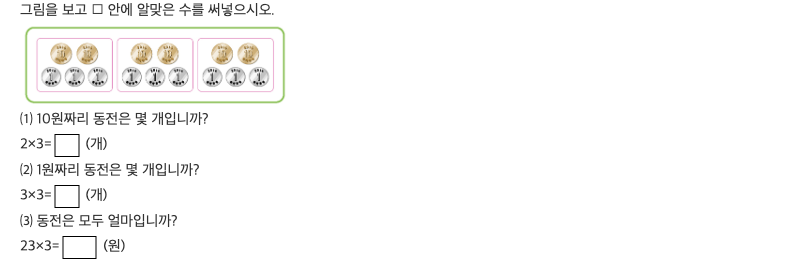 그림을 보고 □ 안에 알맞은 수를 써넣으시오.
(1) 10원짜리 동전은 몇 개입니까?
2×3=□ (개)
(2) 1원짜리 동전은 몇 개입니까?
3×3=□ (개)
(3) 동전은 모두 얼마입니까?
23×3=□ (원)